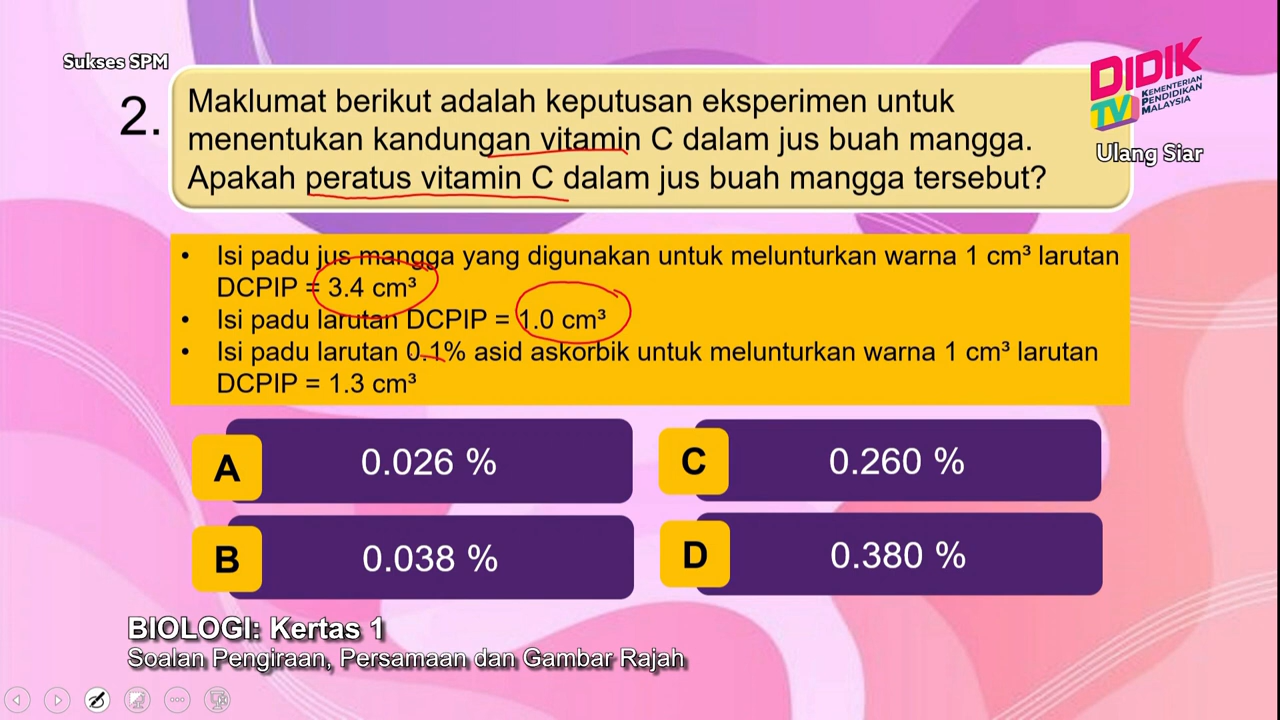 Sukses SPM
DIDIK
TV
KEMENTERIAN
PENDIDIKAN
MALAYSIA
Ulang Siar
2.
Maklumat berikut adalah keputusan eksperimen untuk
menentukan kandungan vitamin C dalam jus buah mangga.
Apakah peratus vitamin C dalam jus buah mangga tersebut?
• Isi padu jus mangga yang digunakan untuk melunturkan warna 1 cm³ larutan
DCPIP = 3.4 cm³
• Isi padu larutan DCPIP = 1.0 cm³
• Isi padu larutan 0.1% asid askorbik untuk melunturkan warna 1 cm³ larutan
DCPIP = 1.3 cm³
A 0.026 %
B 0.038 %
C 0.260 %
D 0.380 %
BIOLOGI: Kertas 1
Soalan Pengiraan, Persamaan dan Gambar Rajah